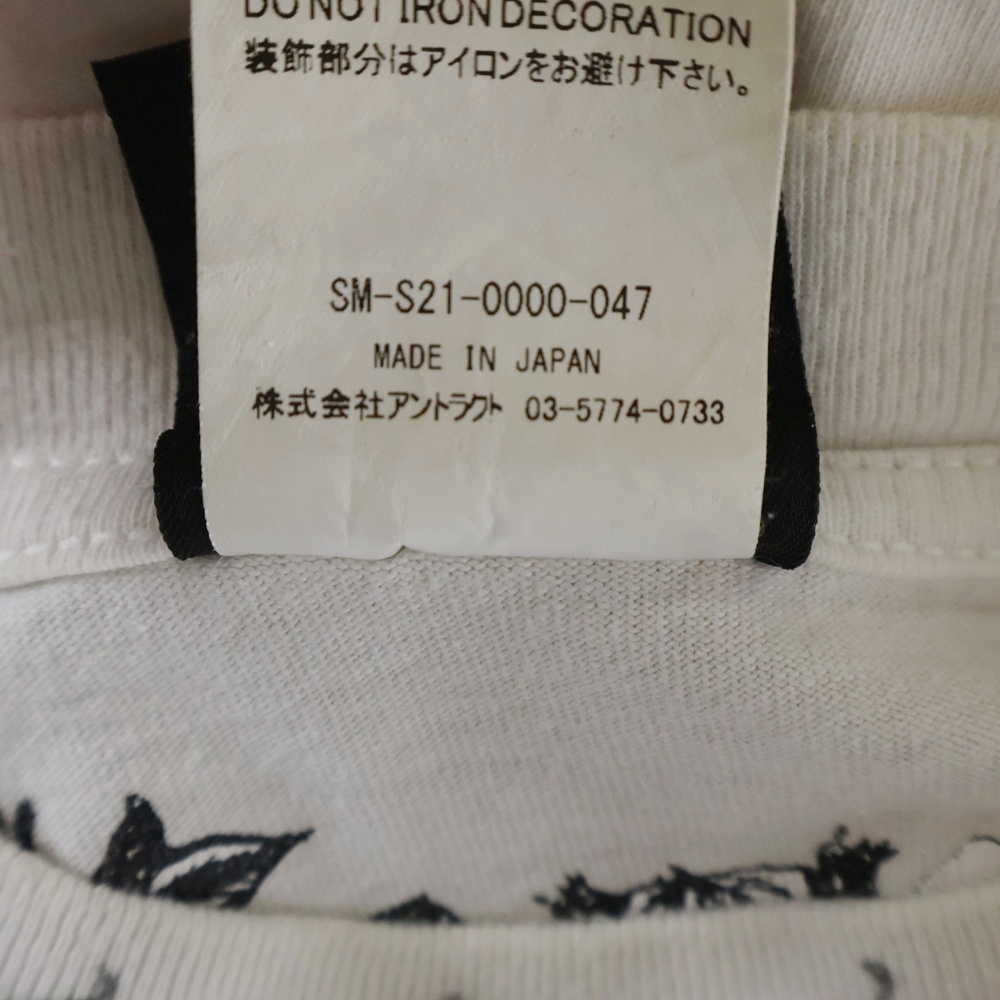 DO NOT IRON DECORATION
装飾部分はアイロンをお避け下さい。
SM-S21-0000-047
MADE IN JAPAN
株式会社アントラクト 03-5774-0733